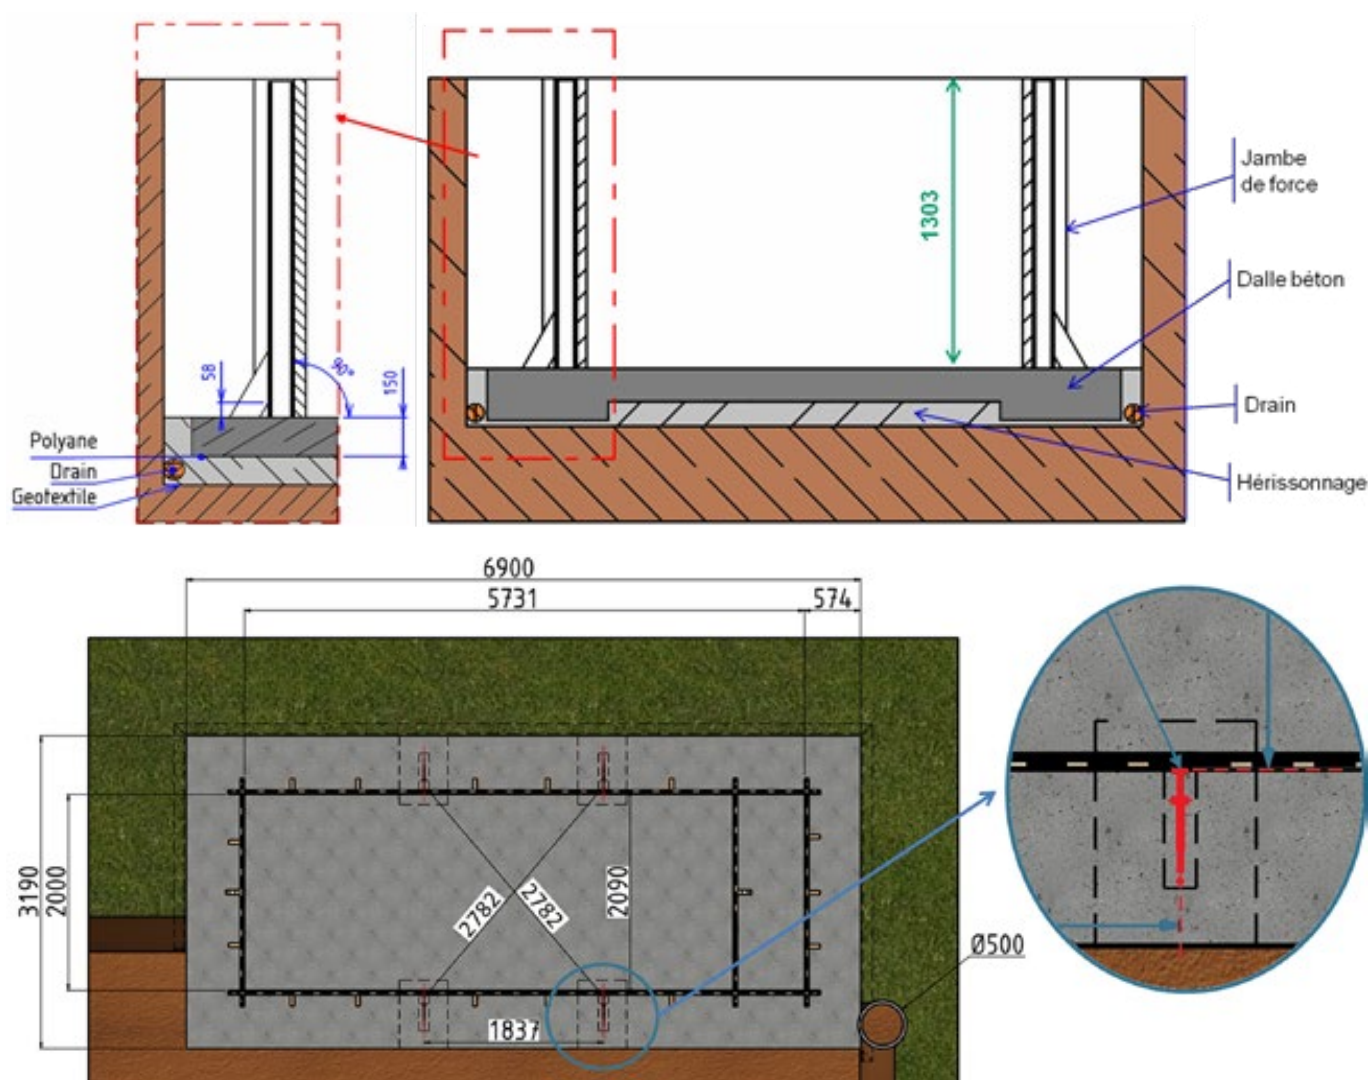 58
90°
150
Polyane
Drain
Geotextile
1303
Jambe
de force
Dalle béton
Drain
Hérissonnage
6900
5731
574
3190
2000
2782
2782
2090
1837
Ø500